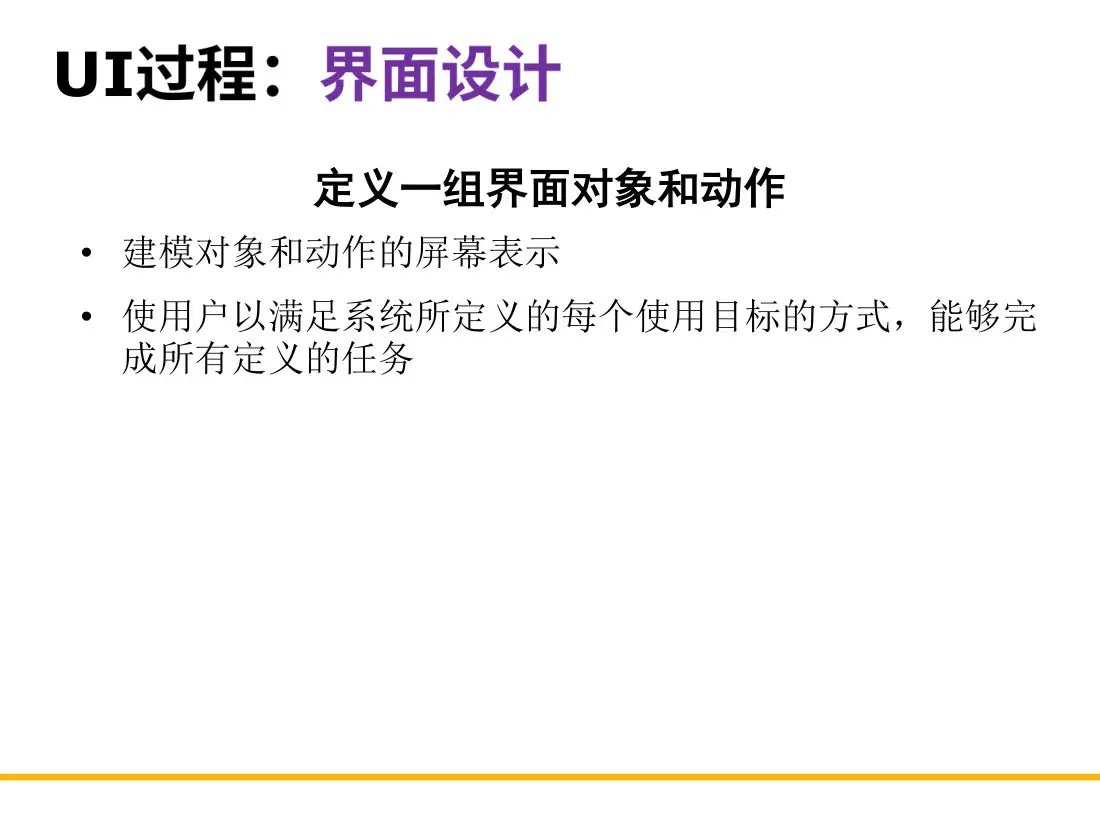 UI过程：界面设计
定义一组界面对象和动作
• 建模对象和动作的屏幕表示
• 使用户以满足系统所定义的每个使用目标的方式，能够完
成所有定义的任务